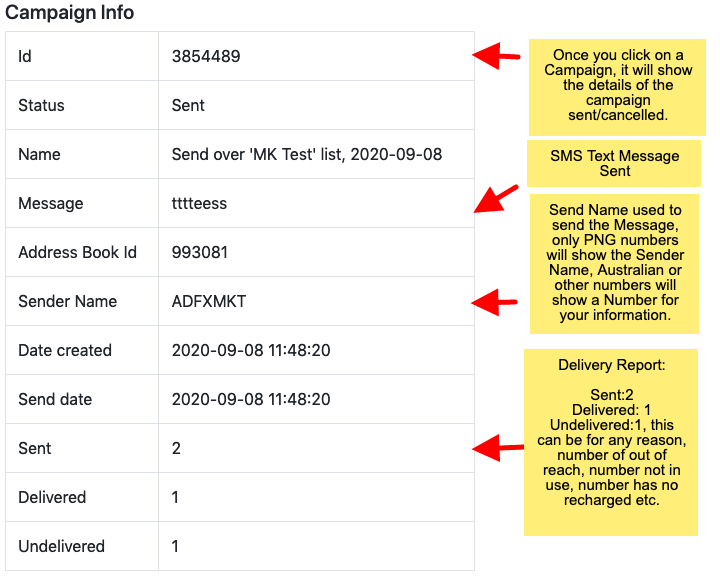 Campaign Info
Id 3854489
Status Sent
Name Send over 'MK Test' list, 2020-09-08
Message tttteess
Address Book Id 993081
Sender Name ADFXMKT
Date created 2020-09-08 11:48:20
Send date 2020-09-08 11:48:20
Sent 2
Delivered 1
Undelivered 1
Once you click on a
Campaign, it will show
the details of the
campaign
sent/cancelled.
SMS Text Message
Sent
Send Name used to
send the Message,
only PNG numbers
will show the Sender
Name, Australian or
other numbers will
show a Number for
your information.
Delivery Report:
Sent:2
Delivered: 1
Undelivered:1, this
can be for any reason,
number of out of
reach, number not in
use, number has no
recharged etc.